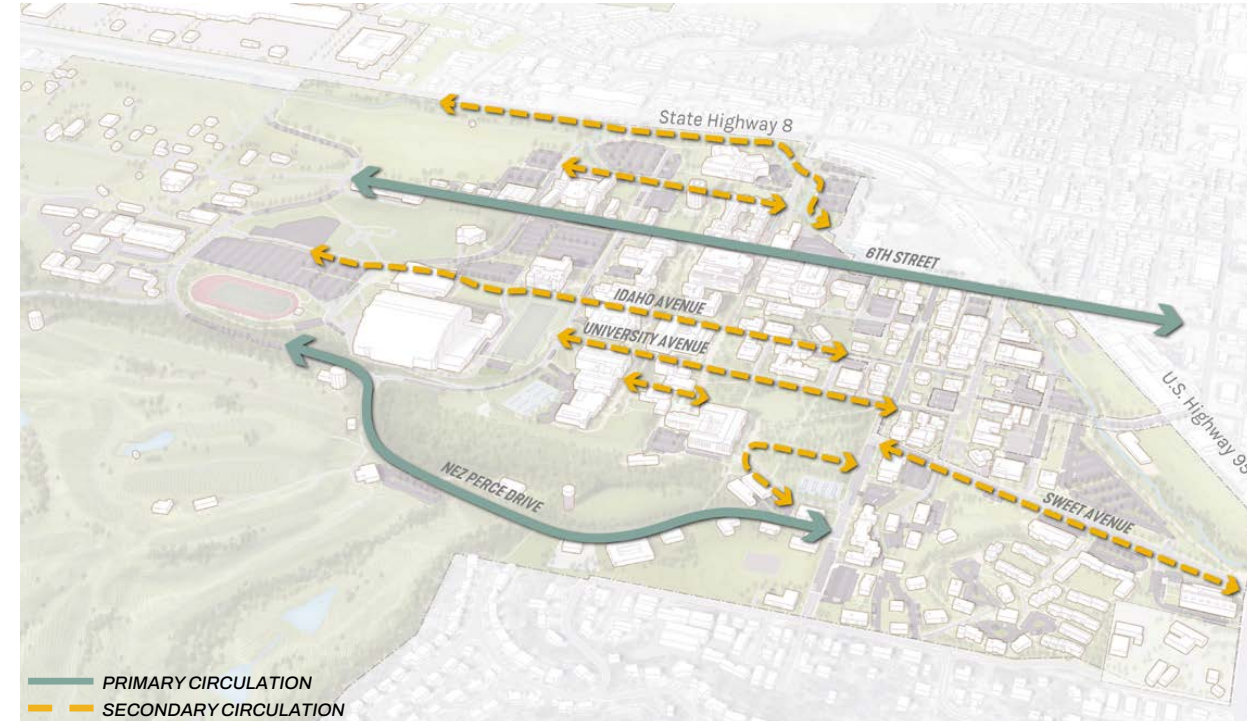 State Highway 8
6TH STREET
IDAHO AVENUE
UNIVERSITY AVENUE
U.S. Highway 95
NEZ PERCE DRIVE
SWEET AVENUE
PRIMARY CIRCULATION
SECONDARY CIRCULATION